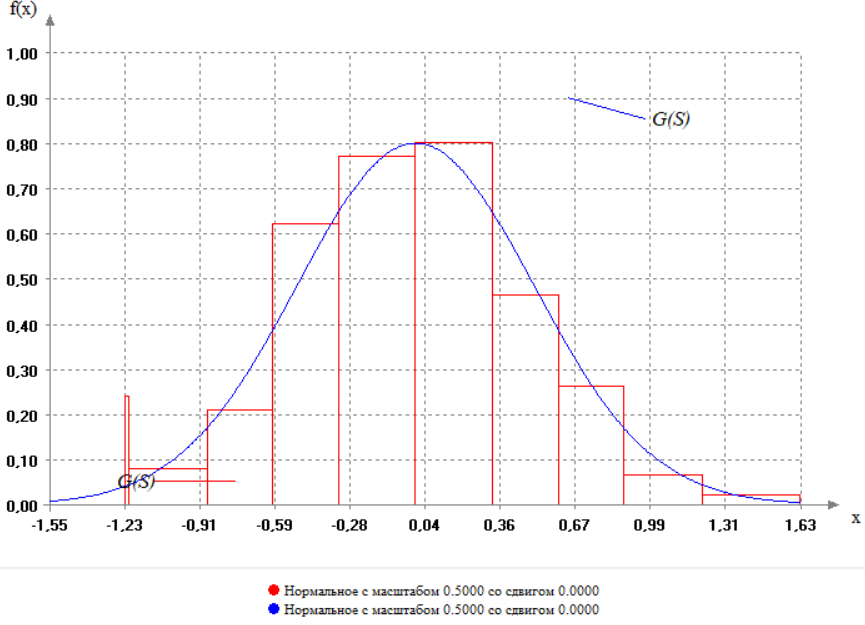 f(x)
1,00
0,90
G(S)
0,80
0,70
0,60
0,50
0,40
0,30
0,20
0,10
G(S)
0,00
-1,55 -1,23 -0,91 -0,59 -0,28 0,04 0,36 0,67 0,99 1,31 1,63
x
Нормальное с масштабом 0.5000 со сдвигом 0.0000
Нормальное с масштабом 0.5000 со сдвигом 0.0000